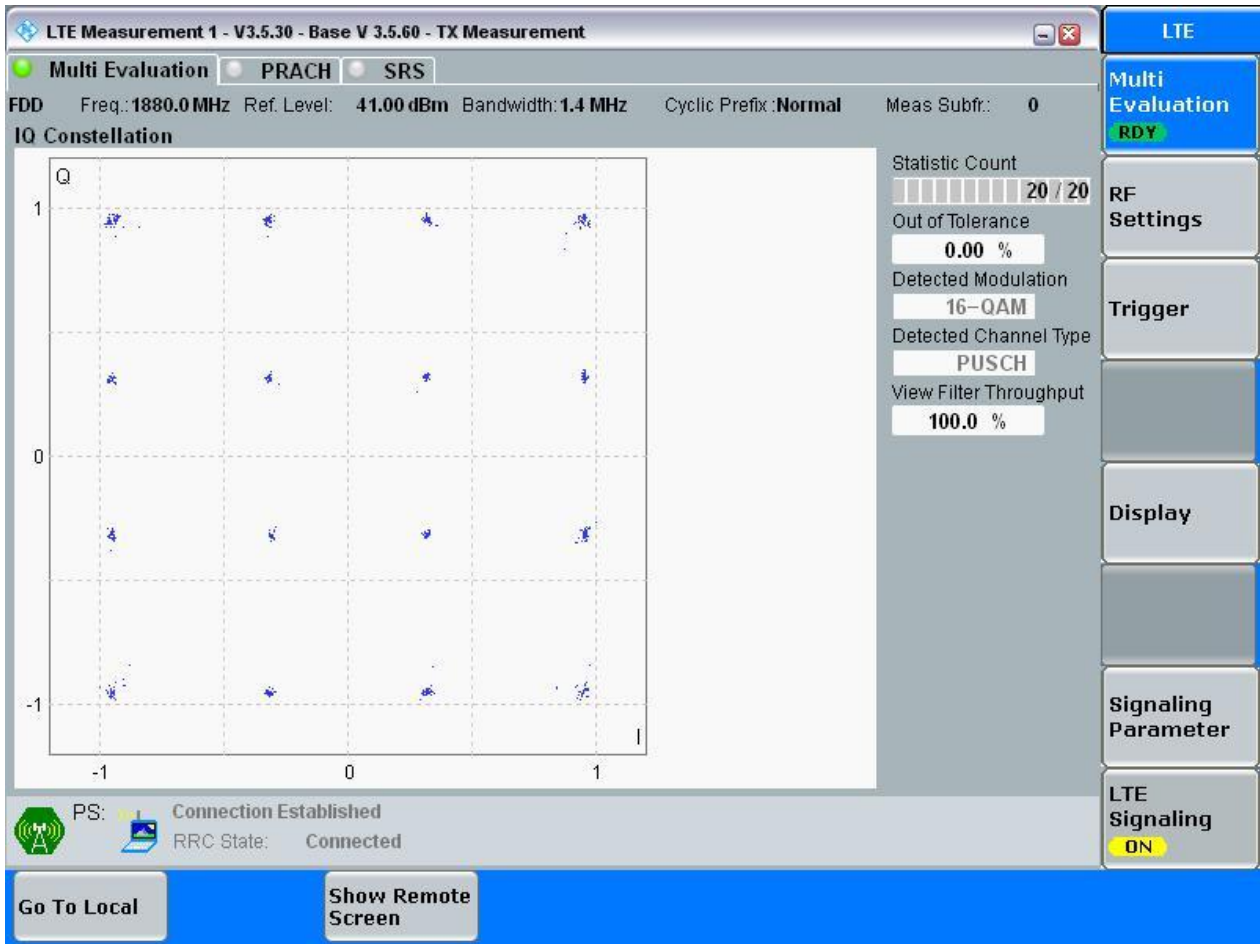 LTE Measurement 1 - V3.5.30 - Base V 3.5.60 - TX Measurement
LTE
Multi Evaluation PRACH SRS
FDD Freq.: 1880.0 MHz Ref. Level: 41.00 dBm Bandwidth: 1.4 MHz Cyclic Prefix : Normal Meas Subfr.: 0
IQ Constellation
Q
1
0
-1
-1 0 1
I
Statistic Count
20 / 20
Out of Tolerance
0.00 %
Detected Modulation
16-QAM
Detected Channel Type
PUSCH
View Filter Throughput
100.0 %
Multi
Evaluation
RDY
RF
Settings
Trigger
Display
Signaling
Parameter
LTE
Signaling
ON
PS: Connection Established
RRC State: Connected
Go To Local
Show Remote
Screen